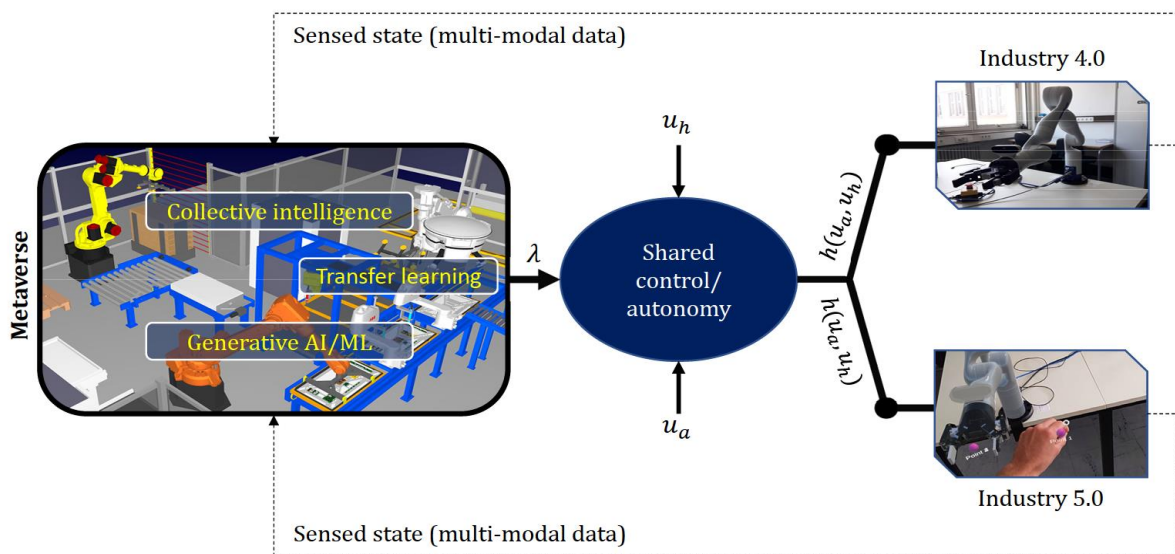 Sensed state (multi-modal data)
Industry 4.0
u_h
Metaverse
Collective intelligence
Transfer learning
Generative AI/ML
λ
Shared
control/
autonomy
h(u_a, u_h)
h(u_a, u_h)
u_a
Industry 5.0
Sensed state (multi-modal data)